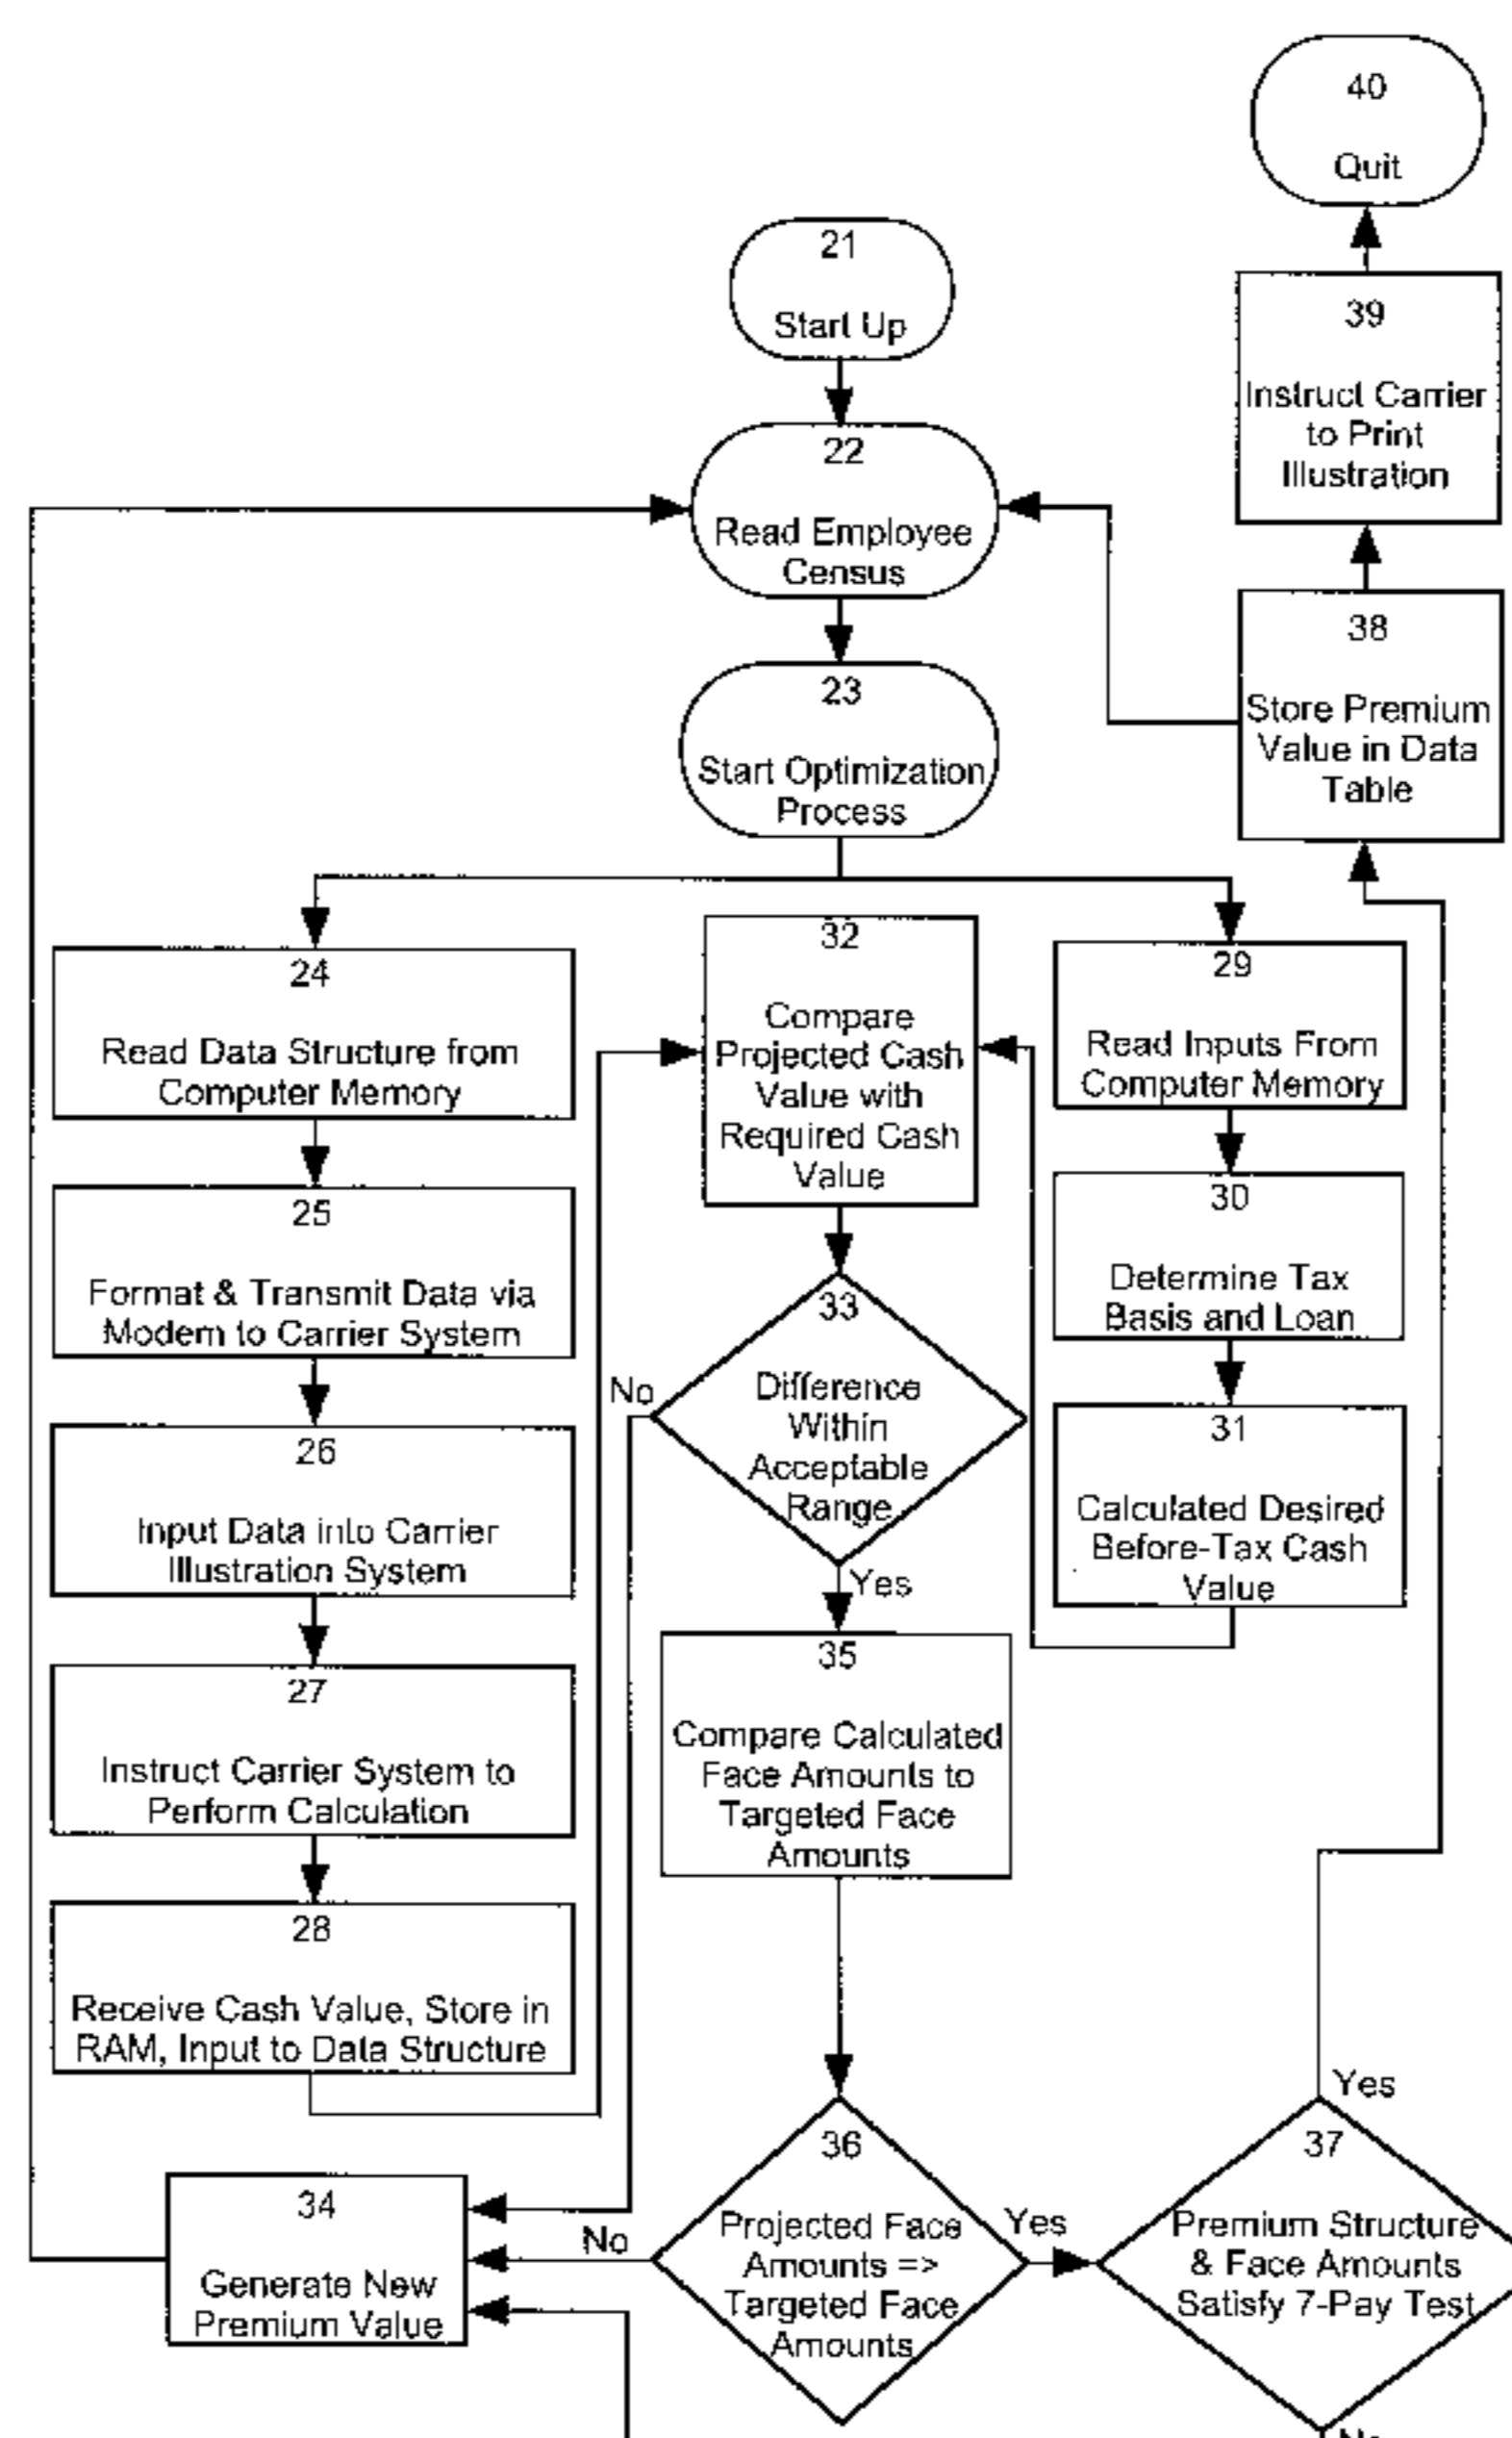 40
Quit
21
Start Up
39
Instruct Carrier
to Print
Illustration
22
Read Employee
Census
38
Store Premium
Value in Data
Table
23
Start Optimization
Process
24
Read Data Structure from
Computer Memory
32
Compare
Projected Cash
Value with
Required Cash
Value
29
Read Inputs From
Computer Memory
25
Format & Transmit Data via
Modem to Carrier System
30
Determine Tax
Basis and Loan
33
Difference
Within
Acceptable
Range
No
Yes
31
Calculated Desired
Before-Tax Cash
Value
26
Input Data into Carrier
Illustration System
35
Compare Calculated
Face Amounts to
Targeted Face
Amounts
27
Instruct Carrier System to
Perform Calculation
28
Receive Cash Value, Store in
RAM, Input to Data Structure
34
Generate New
Premium Value
No
36
Projected Face
Amounts =>
Targeted Face
Amounts
Yes
Yes
37
Premium Structure
& Face Amounts
Satisfy 7-Pay Test